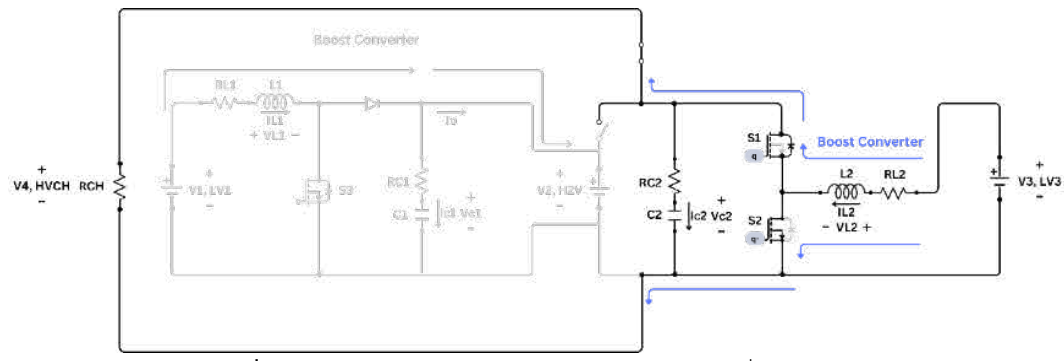 Boost Converter
RL1
L1
IL1
+ VL1 -
Io
S1
Boost Converter
q
L2
RL2
IL2
- VL2 +
S2
q-
+
V4, HVCH
-
RCH
+
V1, LV1
-
S3
RC1
C1
Ic1
+
Vc1
-
+
V2, H2V
-
RC2
C2
Ic2
+
Vc2
-
+
V3, LV3
-